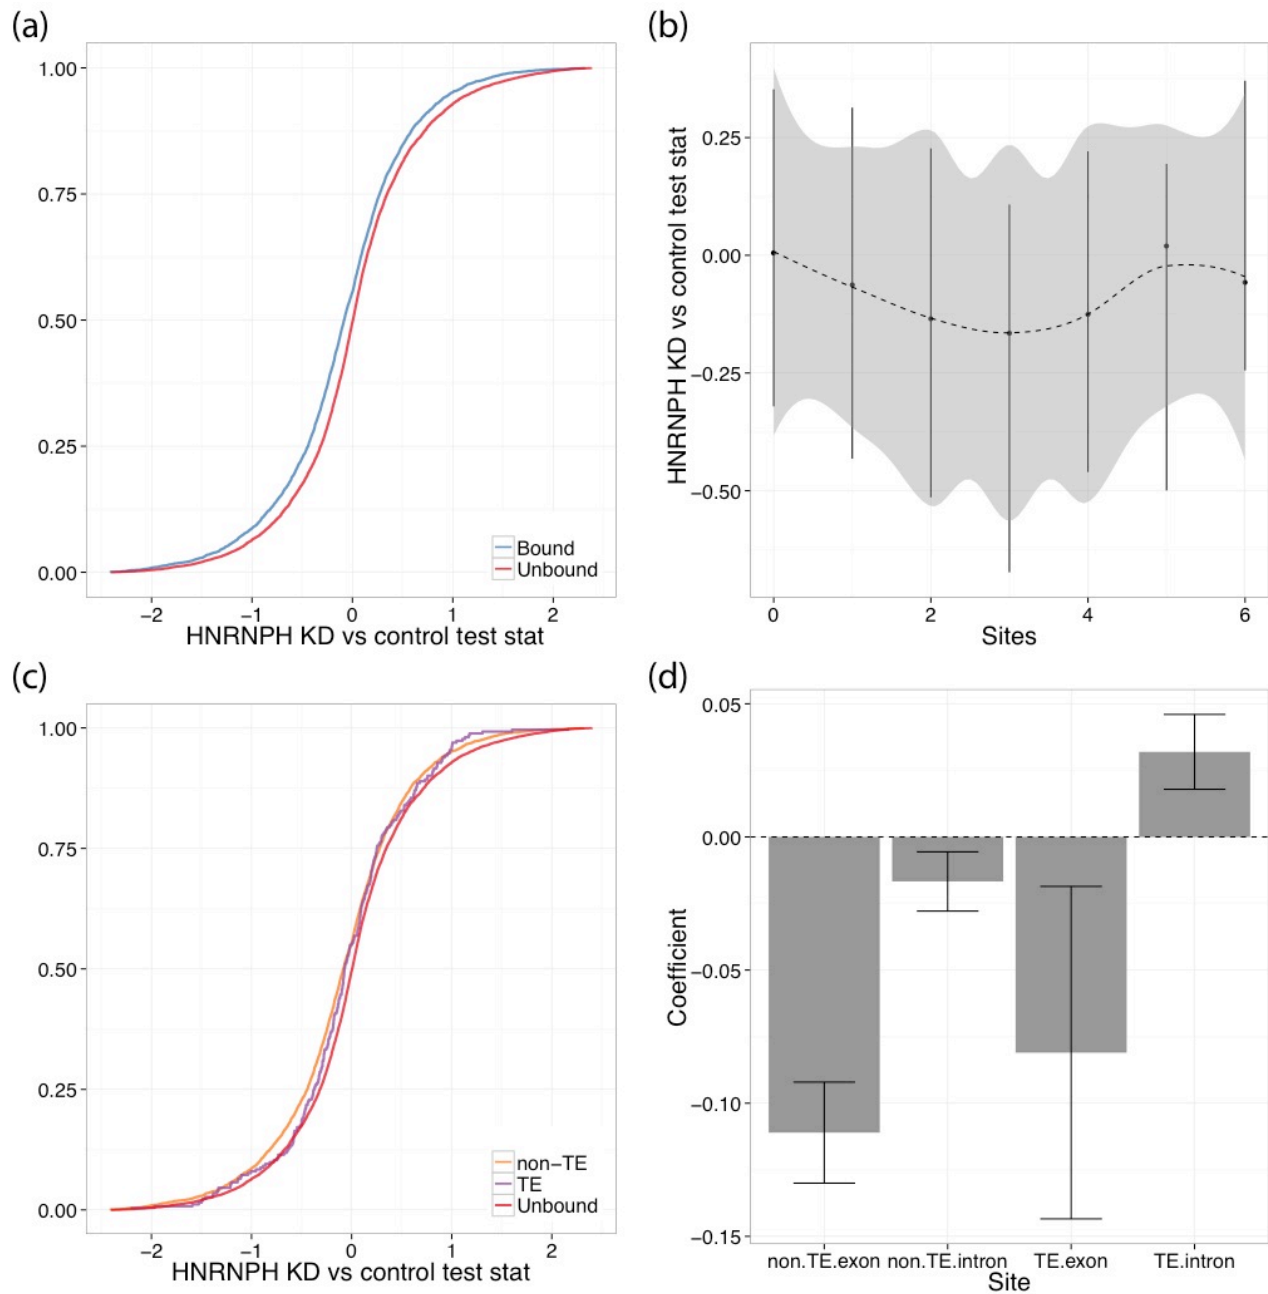 (a)
1.00
0.75
0.50
0.25
0.00
Bound
Unbound
−2 −1 0 1 2
HNRNPH KD vs control test stat
(b)
HNRNPH KD vs control test stat
0.25
0.00
−0.25
−0.50
0 2 4 6
Sites
(c)
1.00
0.75
0.50
0.25
0.00
non−TE
TE
Unbound
−2 −1 0 1 2
HNRNPH KD vs control test stat
(d)
Coefficient
0.05
0.00
−0.05
−0.10
−0.15
non.TE.exon non.TE.intron TE.exon TE.intron
Site